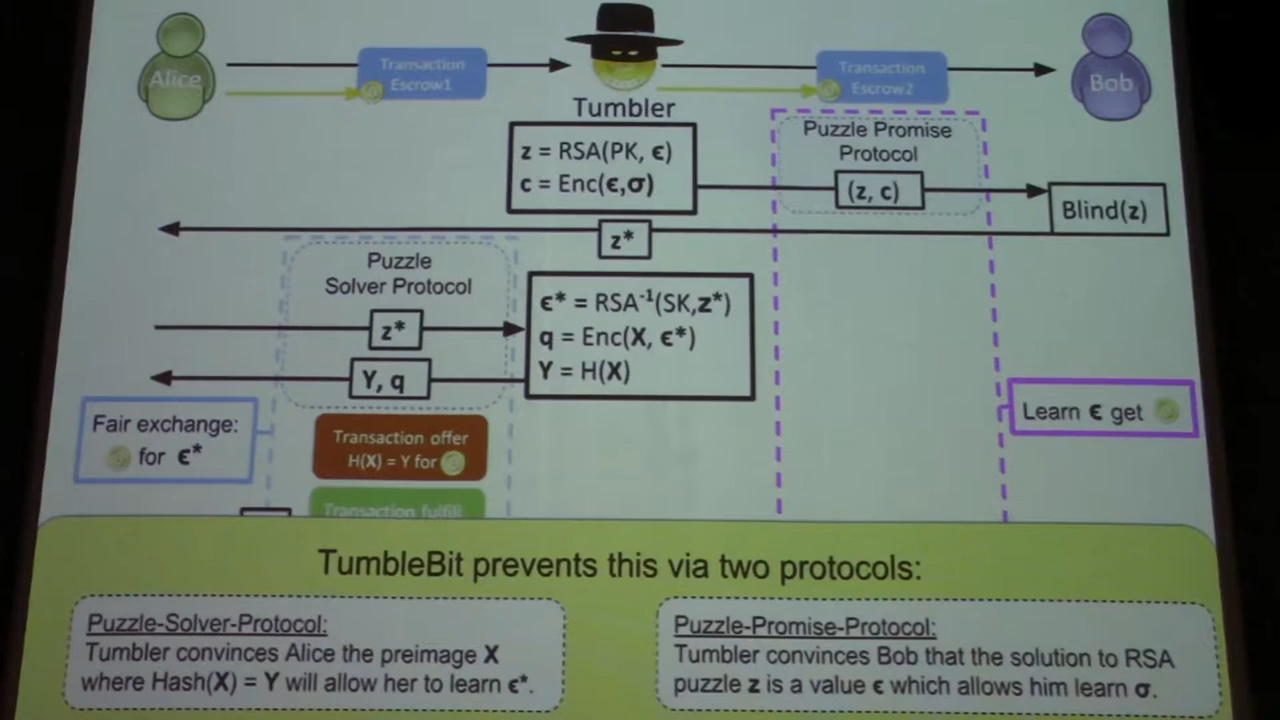 Alice
Transaction
Escrow1
Tumbler
Transaction
Escrow2
Bob
z = RSA(PK, ϵ)
c = Enc(ϵ,σ)
Puzzle Promise
Protocol
(z, c)
Blind(z)
z*
Puzzle
Solver Protocol
z*
Y, q
ϵ* = RSA⁻¹(SK,z*)
q = Enc(X, ϵ*)
Y = H(X)
Fair exchange:
for ϵ*
Transaction offer
H(X) = Y for
Transaction fulfill
Learn ϵ get
TumbleBit prevents this via two protocols:
Puzzle-Solver-Protocol:
Tumbler convinces Alice the preimage X
where Hash(X) = Y will allow her to learn ϵ*.
Puzzle-Promise-Protocol:
Tumbler convinces Bob that the solution to RSA
puzzle z is a value ϵ which allows him learn σ.